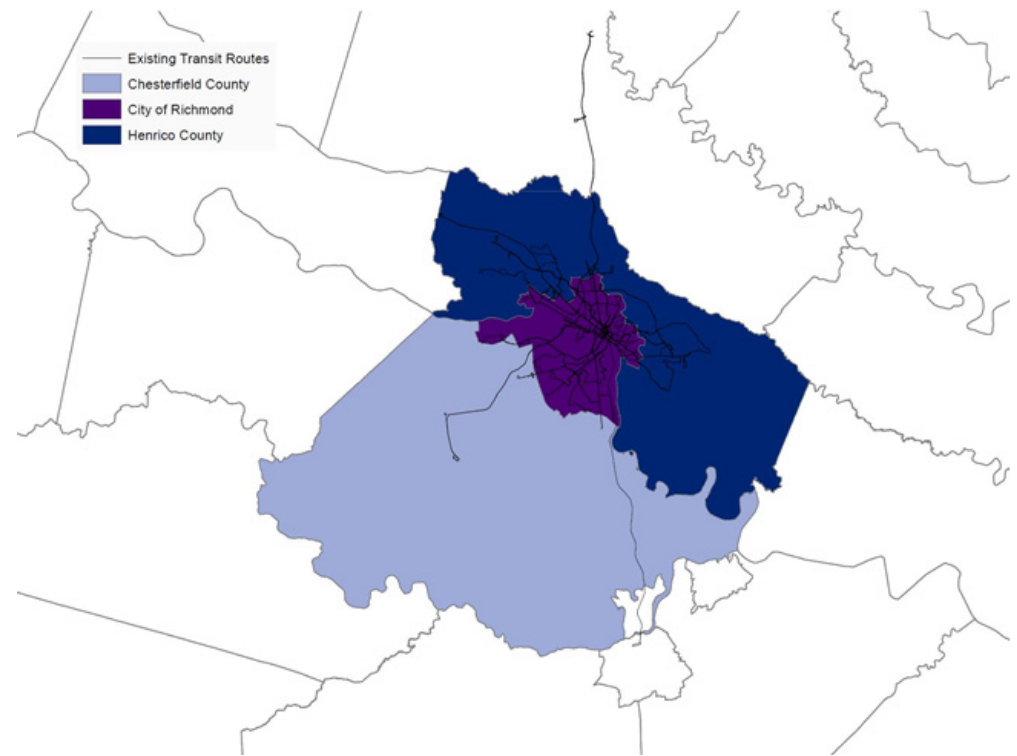 Existing Transit Routes
Chesterfield County
City of Richmond
Henrico County